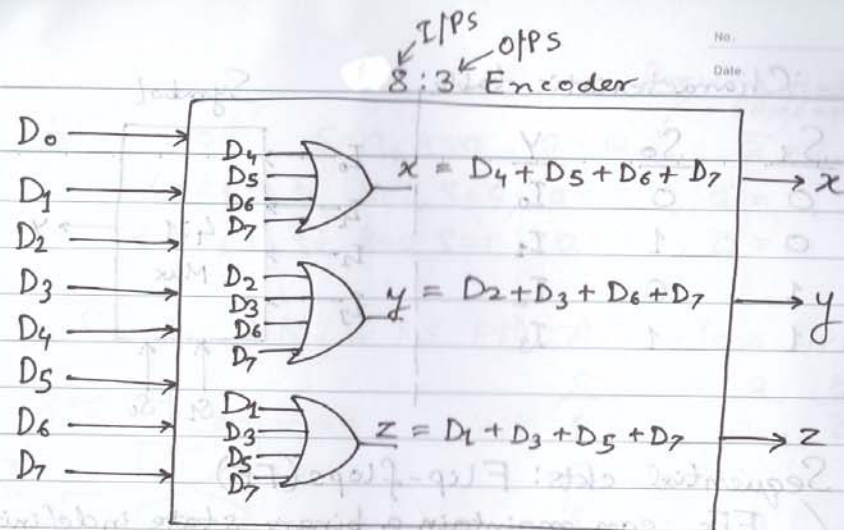 No.
Date
I/PS
O/PS
8:3 Encoder
D0
D1
D2
D3
D4
D5
D6
D7
D4
D5
D6
D7
x = D4 + D5 + D6 + D7
x
D2
D3
D6
D7
y = D2 + D3 + D6 + D7
y
D1
D3
D5
D7
z = D1 + D3 + D5 + D7
z